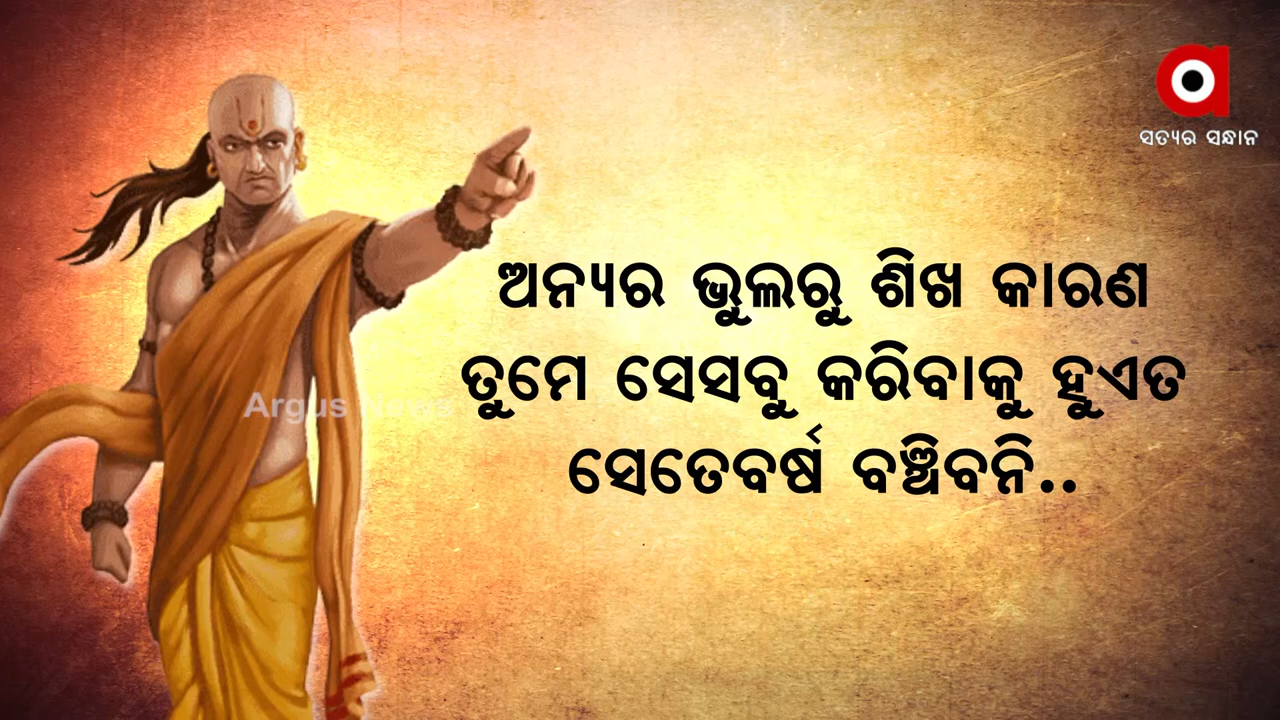 ସତ୍ୟର ସନ୍ଧାନ
ଅନ୍ୟର ଭୁଲରୁ ଶିଖ କାରଣ
ତୁମେ ସେସବୁ କରିବାକୁ ହୁଏତ
ସେତେବର୍ଷ ବଞ୍ଚିବନି..
Argus News